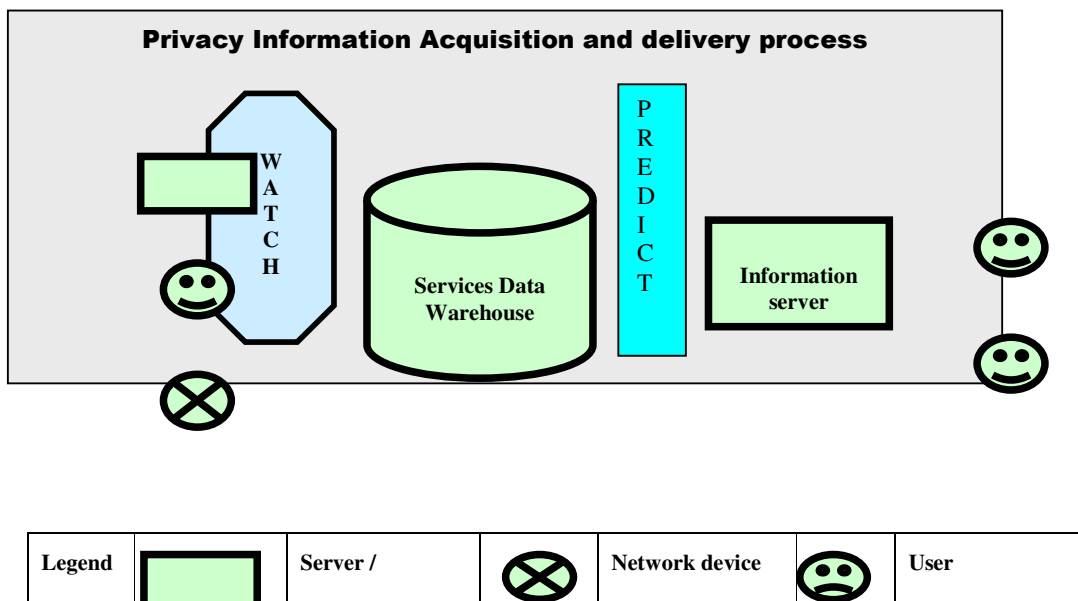 Privacy Information Acquisition and delivery process
W
A
T
C
H
Services Data
Warehouse
P
R
E
D
I
C
T
Information
server
Legend
Server /
Network device
User